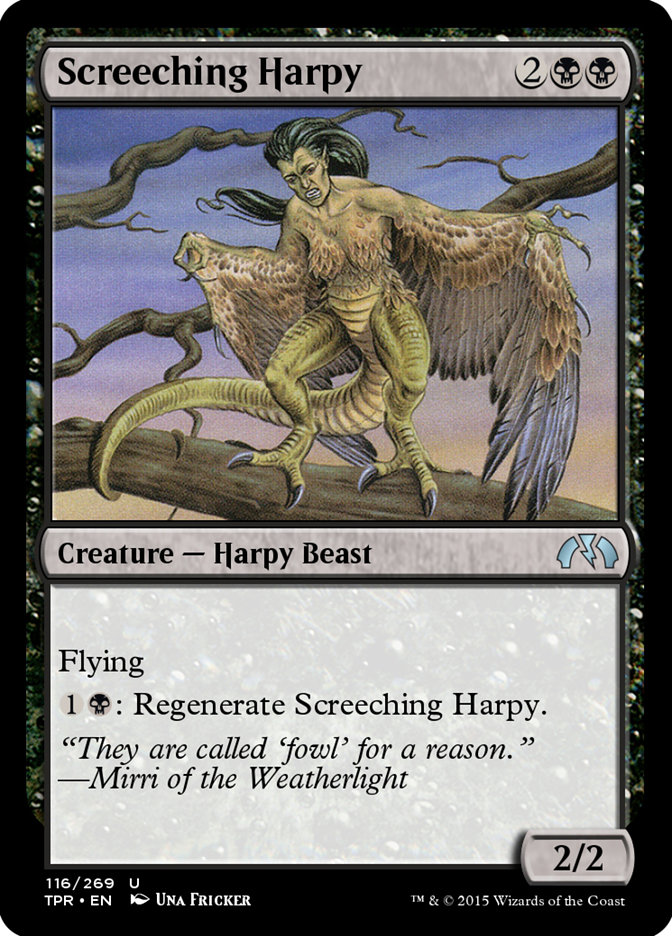 Screeching Harpy 2
Creature — Harpy Beast
Flying
1 : Regenerate Screeching Harpy.
“They are called ‘fowl’ for a reason.”
—Mirri of the Weatherlight
2/2
116/269 U
TPR • EN Una Fricker ™ & © 2015 Wizards of the Coast